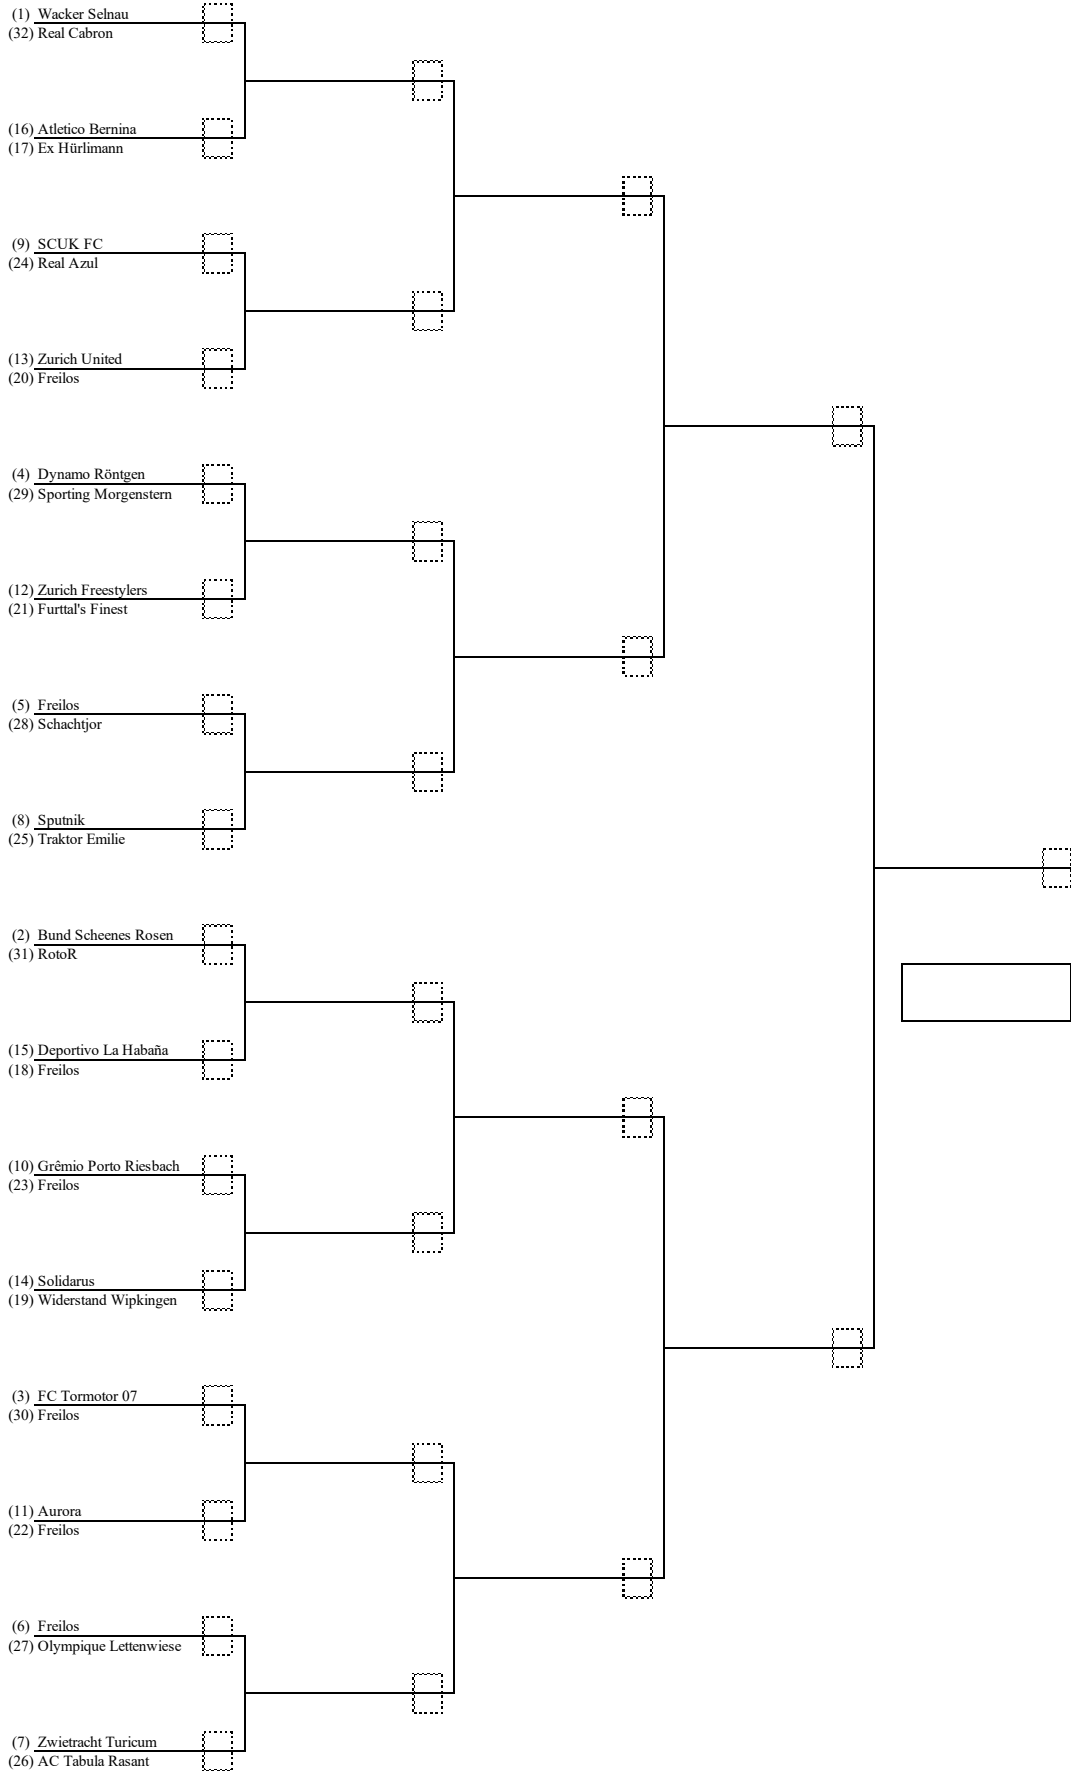 (1) Wacker Selnau
(32) Real Cabron
(16) Atletico Bernina
(17) Ex Hürlimann
(9) SCUK FC
(24) Real Azul
(13) Zurich United
(20) Freilos
(4) Dynamo Röntgen
(29) Sporting Morgenstern
(12) Zurich Freestylers
(21) Furttal's Finest
(5) Freilos
(28) Schachtjor
(8) Sputnik
(25) Traktor Emilie
(2) Bund Scheenes Rosen
(31) RotoR
(15) Deportivo La Habaña
(18) Freilos
(10) Grêmio Porto Riesbach
(23) Freilos
(14) Solidarus
(19) Widerstand Wipkingen
(3) FC Tormotor 07
(30) Freilos
(11) Aurora
(22) Freilos
(6) Freilos
(27) Olympique Lettenwiese
(7) Zwietracht Turicum
(26) AC Tabula Rasant